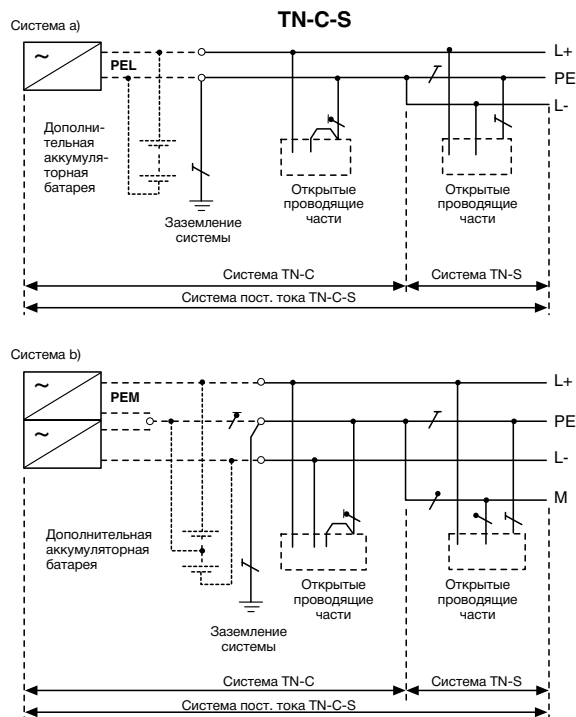 TN-C-S
Система a)
~
PEL
L+
PE
L-
Дополни-
тельная
аккумуля-
торная
батарея
Заземление
системы
Открытые
проводящие
части
Открытые
проводящие
части
Система TN-C
Система TN-S
Система пост. тока TN-C-S
Система b)
~
~
PEM
L+
PE
L-
M
Дополнительная
аккумуляторная
батарея
Заземление
системы
Открытые
проводящие
части
Открытые
проводящие
части
Система TN-C
Система TN-S
Система пост. тока TN-C-S